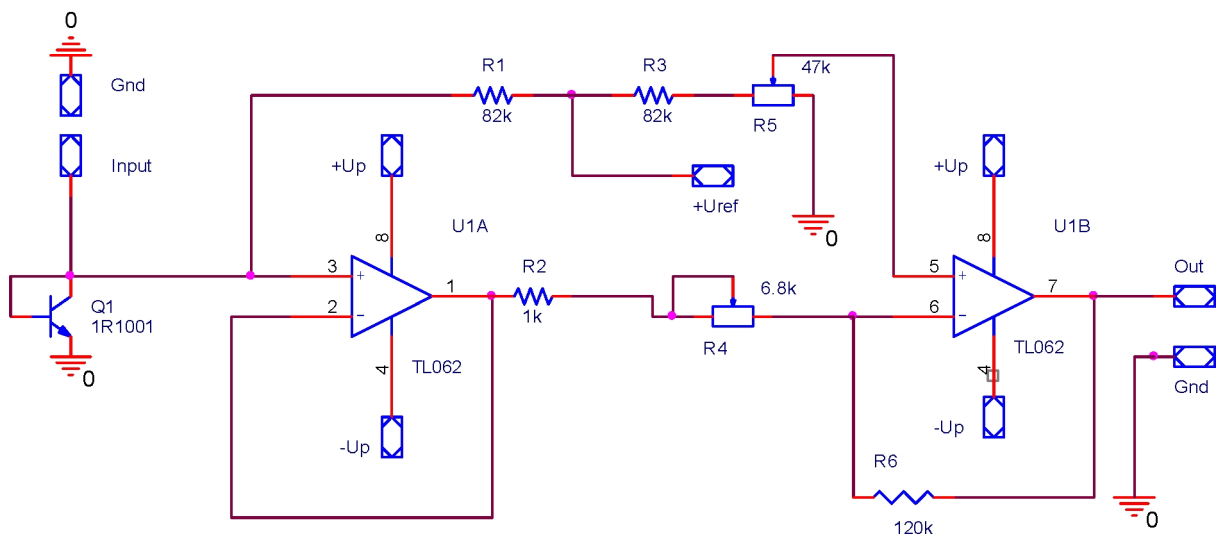 0
Gnd
Input
R1
82k
R3
82k
47k
R5
+Up
+Uref
0
+Up
8
U1A
8
U1B
3
+
1
2
−
R2
1k
6.8k
R4
5
+
7
6
−
Out
Q1
1R1001
0
4
TL062
-Up
TL062
4
-Up
Gnd
R6
120k
0